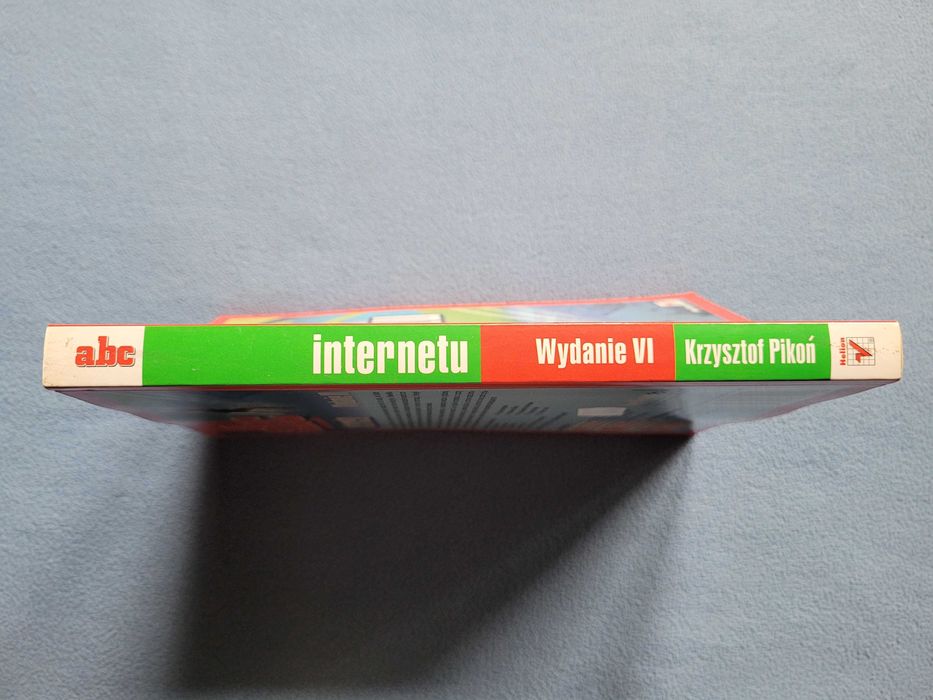 abc
internetu
Wydanie VI
Krzysztof Pikoń
Helion